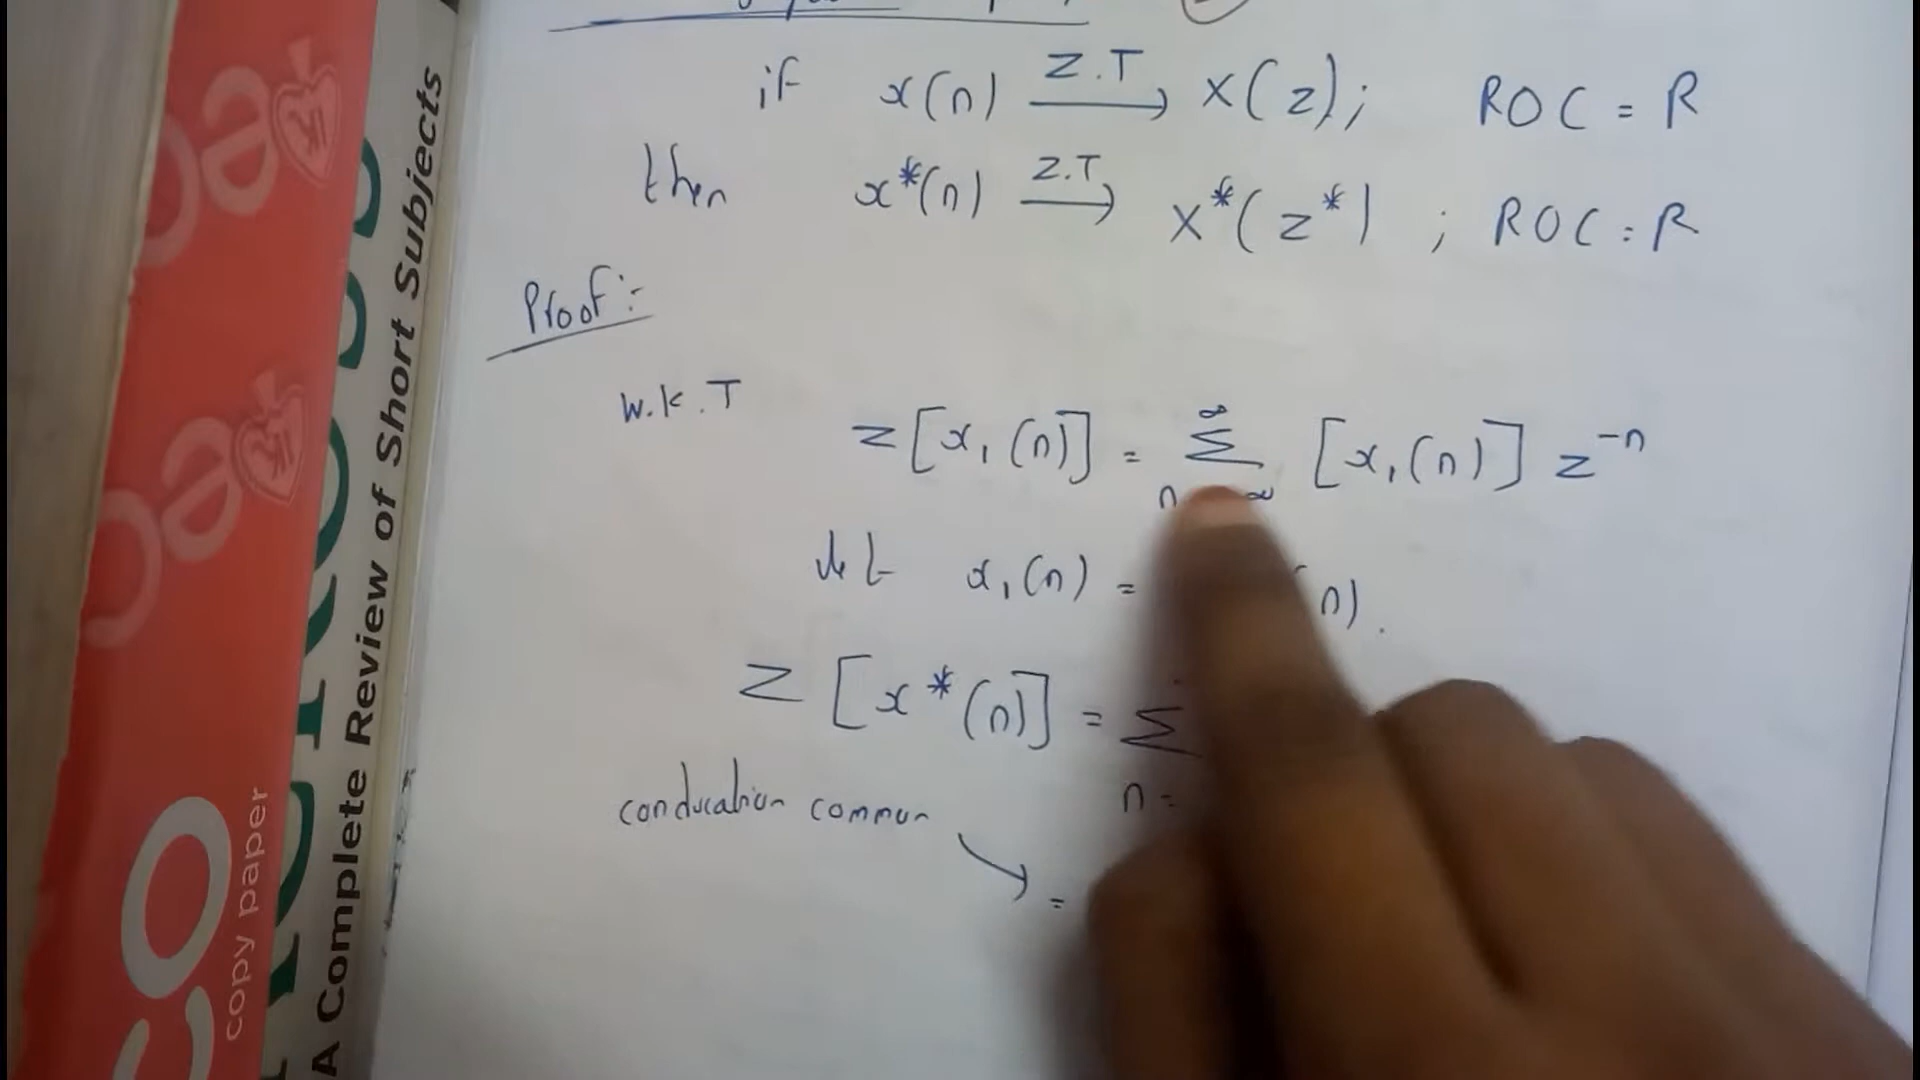 if x(n) Z.T → X(z); ROC = R
then x*(n) Z.T → X*(z*) ; ROC = R
Proof:-
W.K.T
z[x₁(n)] = ∞ Σ n ∞ [x₁(n)] z⁻ⁿ
let x₁(n) = n).
Z[x*(n)] = Σ n =
conducation commun
→ =
A Complete Review of Short Subjects
copy paper